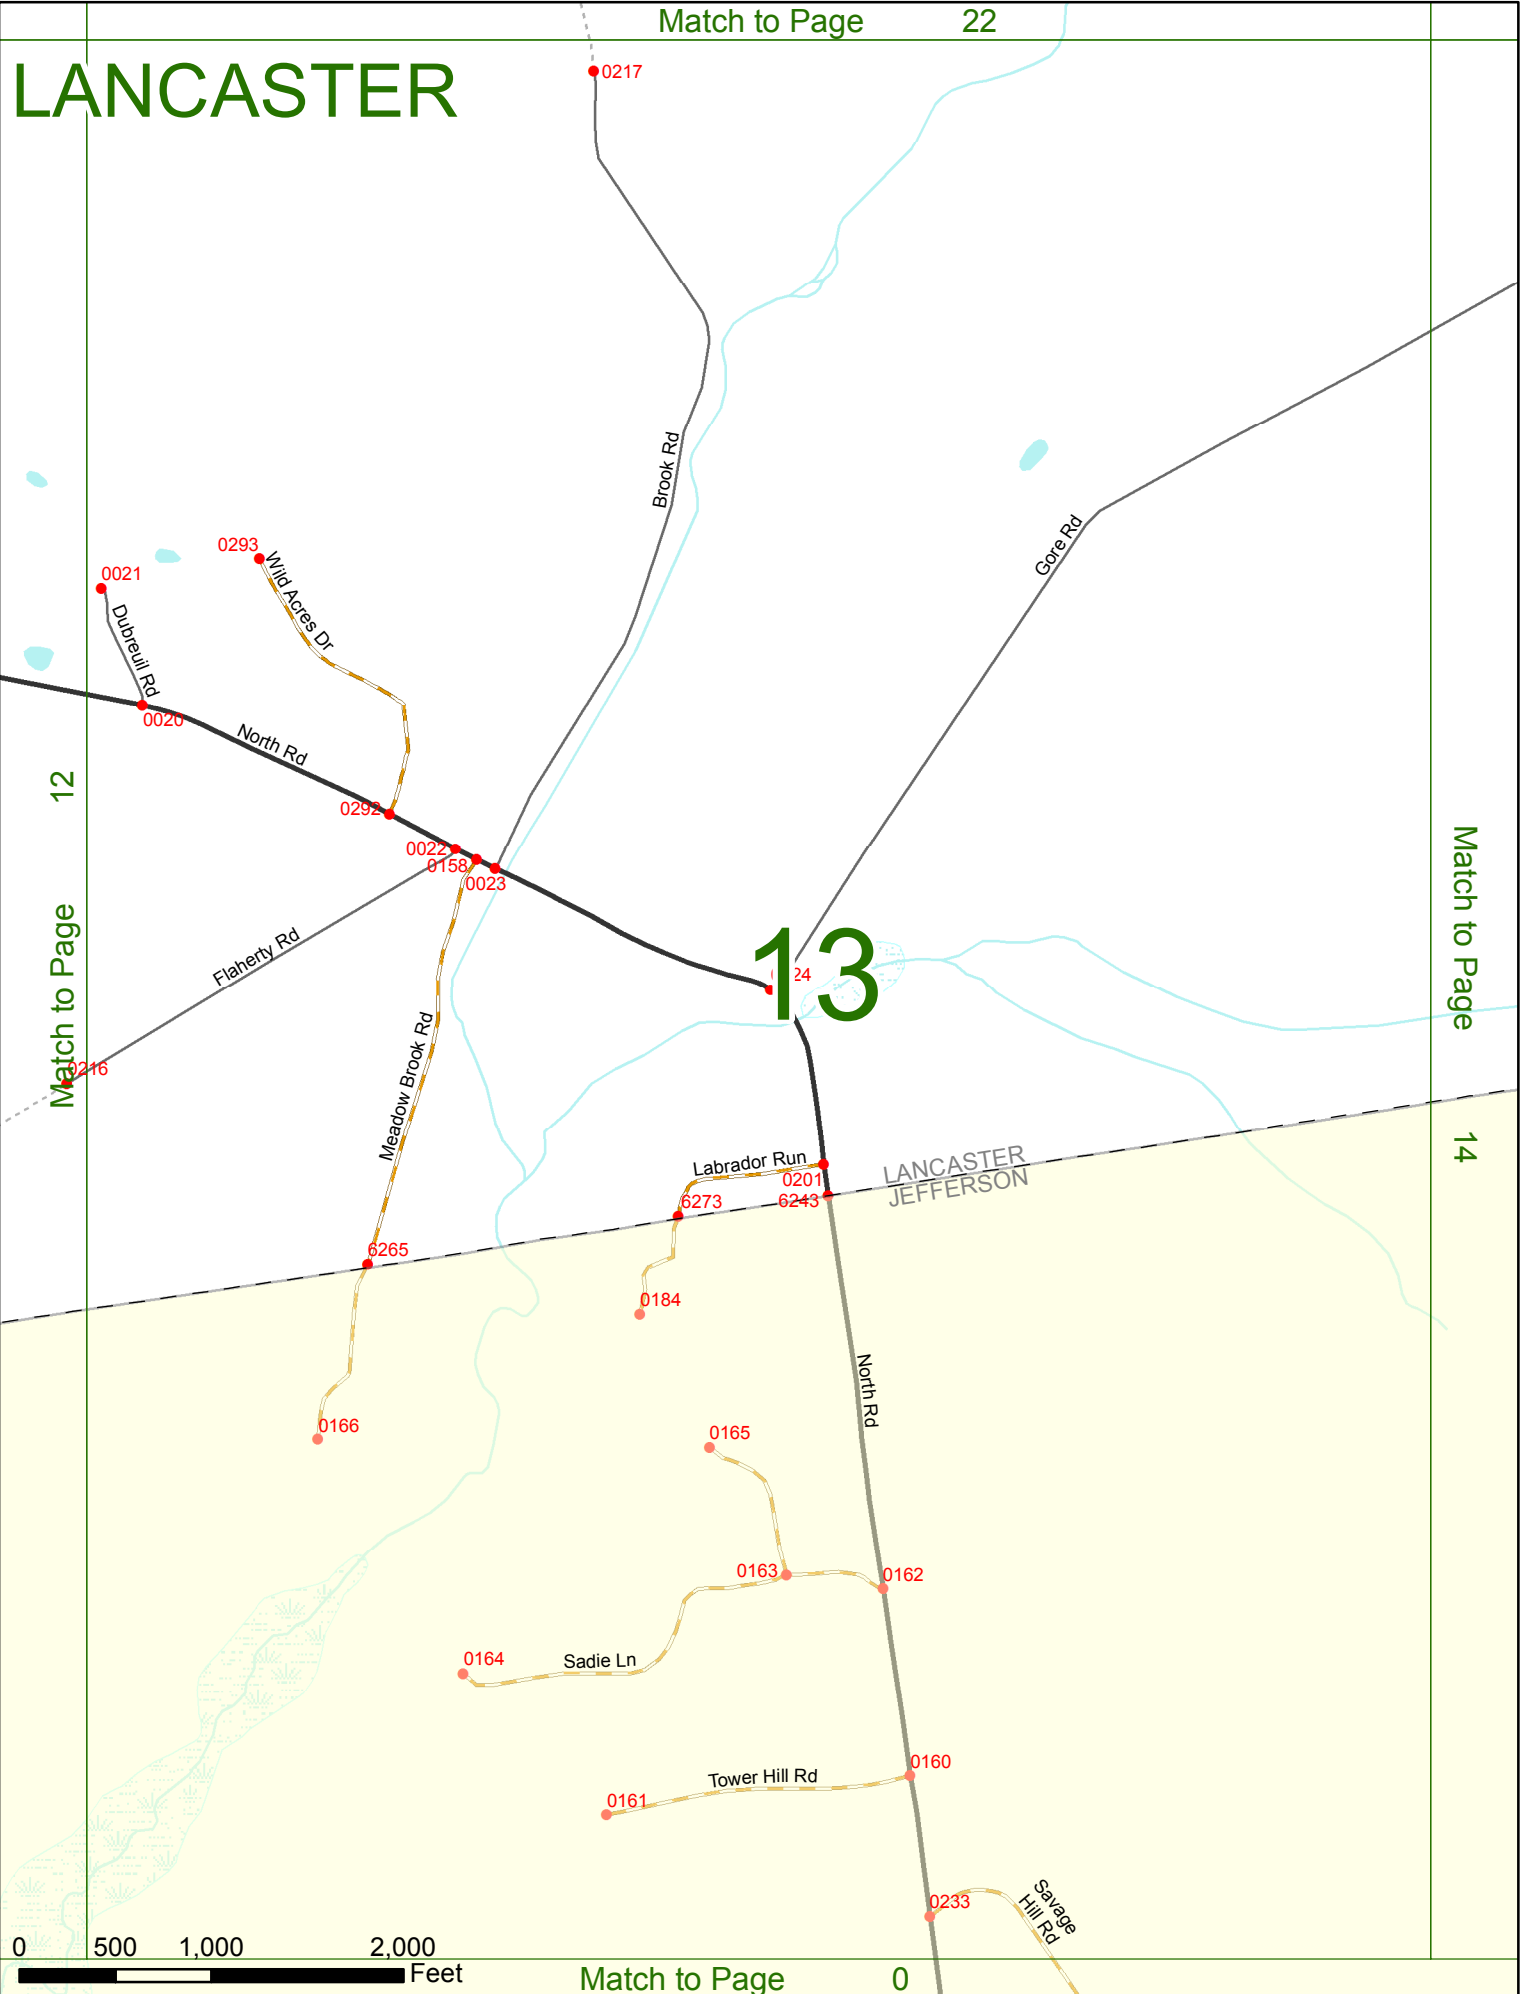 Match to Page 22
LANCASTER
0217
Brook Rd
Gore Rd
0293
Wild Acres Dr
0021
Dubreuil Rd
0020
North Rd
Match to Page 12
0292
0022
0158
0023
Flaherty Rd
0216
Meadow Brook Rd
13
24
Match to Page 14
Labrador Run
0201
LANCASTER
JEFFERSON
6243
6273
6265
0184
North Rd
0166
0165
0163
0162
0164
Sadie Ln
0160
Tower Hill Rd
0161
0233
Savage
Hill Rd
0 500 1,000 2,000
Feet
Match to Page 0